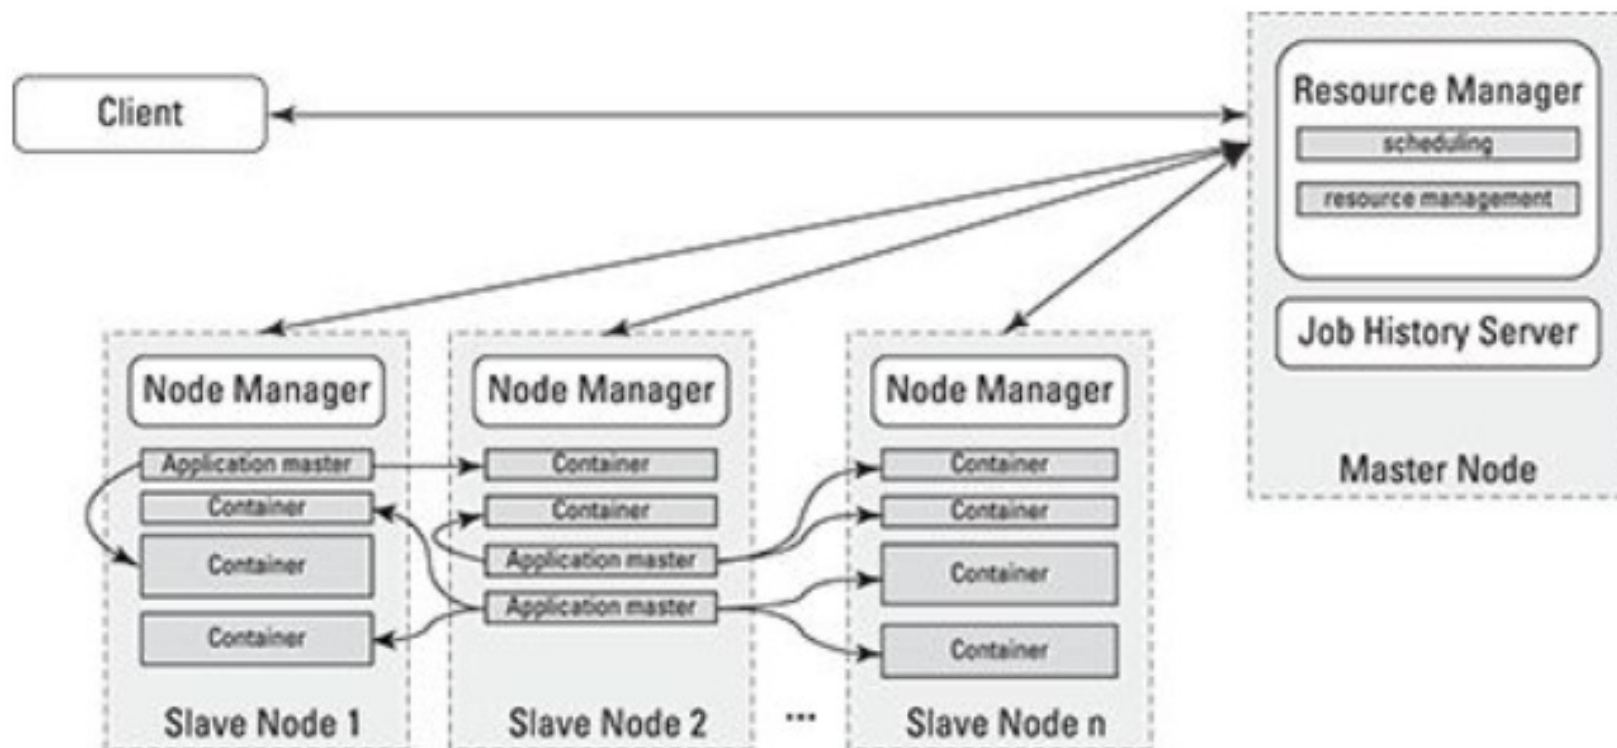 Client
Resource Manager
scheduling
resource management
Job History Server
Master Node
Node Manager
Application master
Container
Container
Container
Slave Node 1
Node Manager
Container
Container
Application master
Application master
Slave Node 2
...
Node Manager
Container
Container
Container
Container
Slave Node n